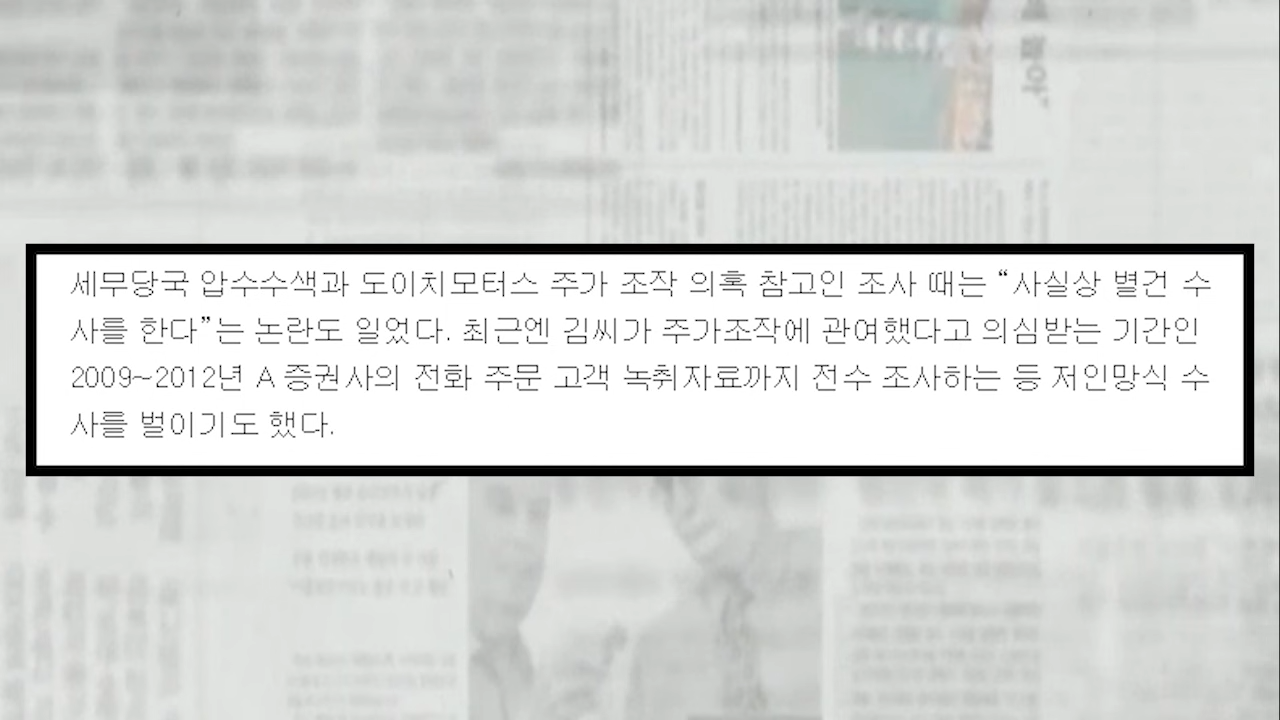 세무당국 압수수색과 도이치모터스 주가 조작 의혹 참고인 조사 때는 “사실상 별건 수
사를 한다”는 논란도 일었다. 최근엔 김씨가 주가조작에 관여했다고 의심받는 기간인
2009~2012년 A 증권사의 전화 주문 고객 녹취자료까지 전수 조사하는 등 저인망식 수
사를 벌이기도 했다.